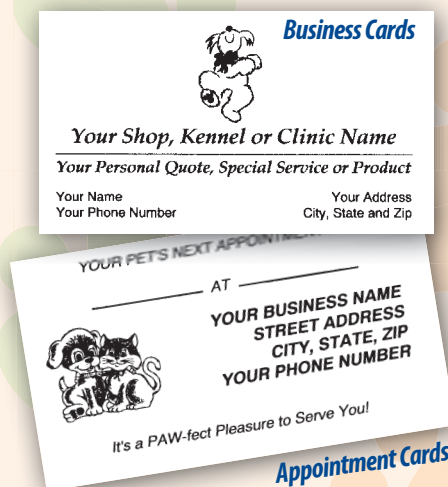 Business Cards
Your Shop, Kennel or Clinic Name
Your Personal Quote, Special Service or Product
Your Name
Your Phone Number
Your Address
City, State and Zip
YOUR PET'S NEXT APPOINTMENT
AT
YOUR BUSINESS NAME
STREET ADDRESS
CITY, STATE, ZIP
YOUR PHONE NUMBER
It's a PAW-fect Pleasure to Serve You!
Appointment Cards